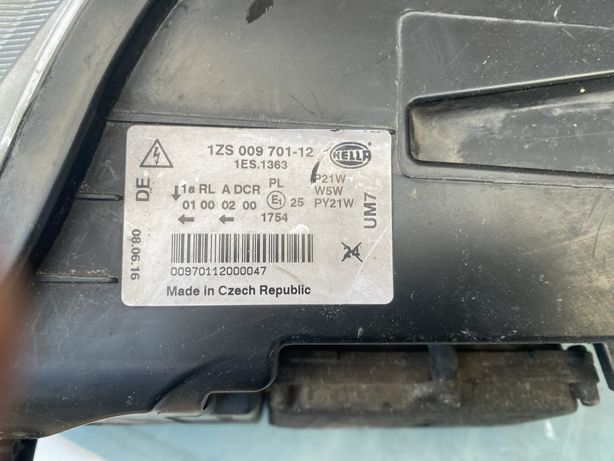 1ZS 009 701-12
1ES.1363
HELLA
DE
08.06.16
1a RL A DCR PL
01 00 02 00 E1 25
1754
P21W
W5W
PY21W
UM7
24
00970112000047
Made in Czech Republic